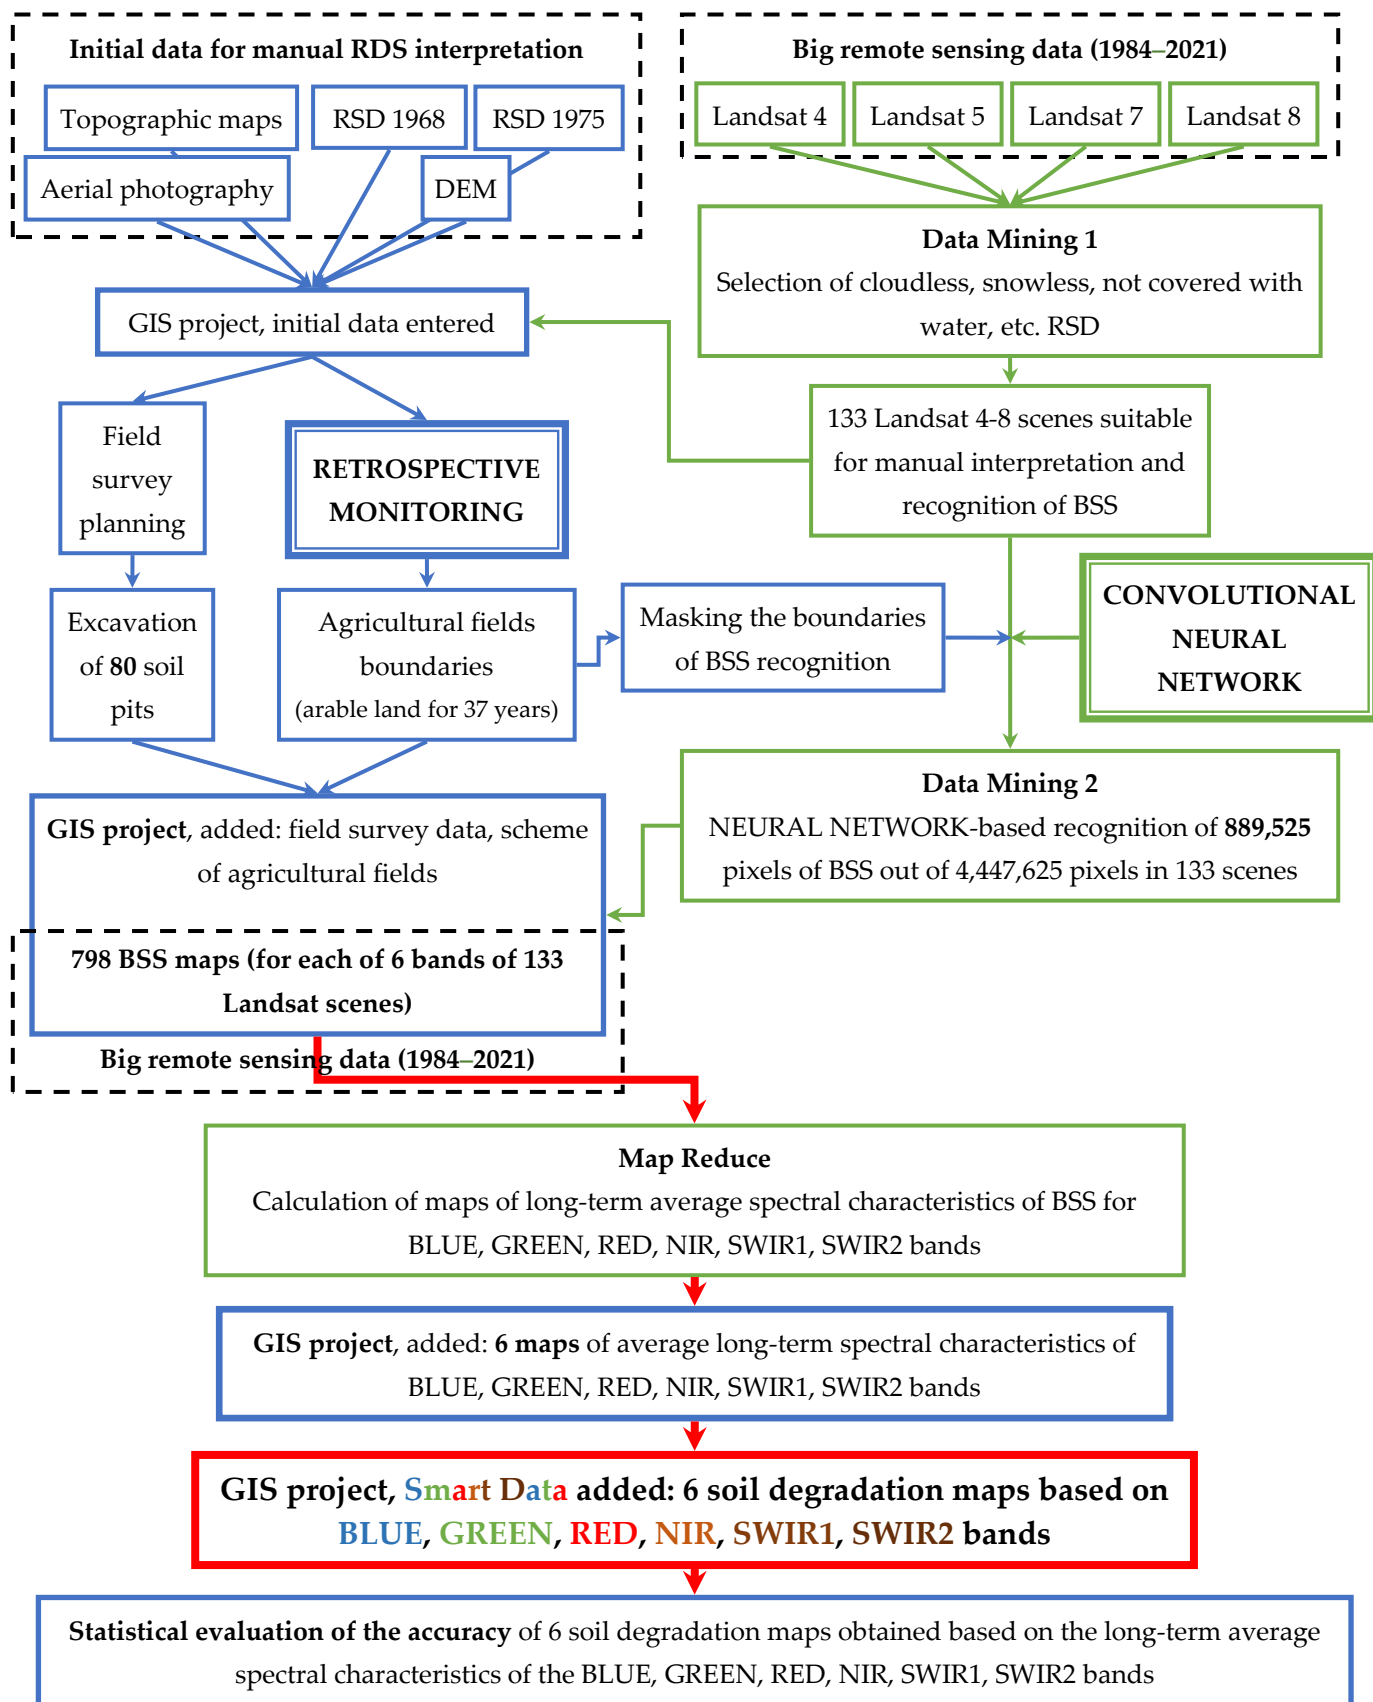 Initial data for manual RDS interpretation
Topographic maps
RSD 1968
RSD 1975
Aerial photography
DEM
Big remote sensing data (1984–2021)
Landsat 4
Landsat 5
Landsat 7
Landsat 8
Data Mining 1
Selection of cloudless, snowless, not covered with
water, etc. RSD
GIS project, initial data entered
133 Landsat 4-8 scenes suitable
for manual interpretation and
recognition of BSS
Field
survey
planning
RETROSPECTIVE
MONITORING
Excavation
of 80 soil
pits
Agricultural fields
boundaries
(arable land for 37 years)
Masking the boundaries
of BSS recognition
CONVOLUTIONAL
NEURAL
NETWORK
Data Mining 2
NEURAL NETWORK-based recognition of 889,525
pixels of BSS out of 4,447,625 pixels in 133 scenes
GIS project, added: field survey data, scheme
of agricultural fields
798 BSS maps (for each of 6 bands of 133
Landsat scenes)
Big remote sensing data (1984–2021)
Map Reduce
Calculation of maps of long-term average spectral characteristics of BSS for
BLUE, GREEN, RED, NIR, SWIR1, SWIR2 bands
GIS project, added: 6 maps of average long-term spectral characteristics of
BLUE, GREEN, RED, NIR, SWIR1, SWIR2 bands
GIS project, Smart Data added: 6 soil degradation maps based on
BLUE, GREEN, RED, NIR, SWIR1, SWIR2 bands
Statistical evaluation of the accuracy of 6 soil degradation maps obtained based on the long-term average
spectral characteristics of the BLUE, GREEN, RED, NIR, SWIR1, SWIR2 bands